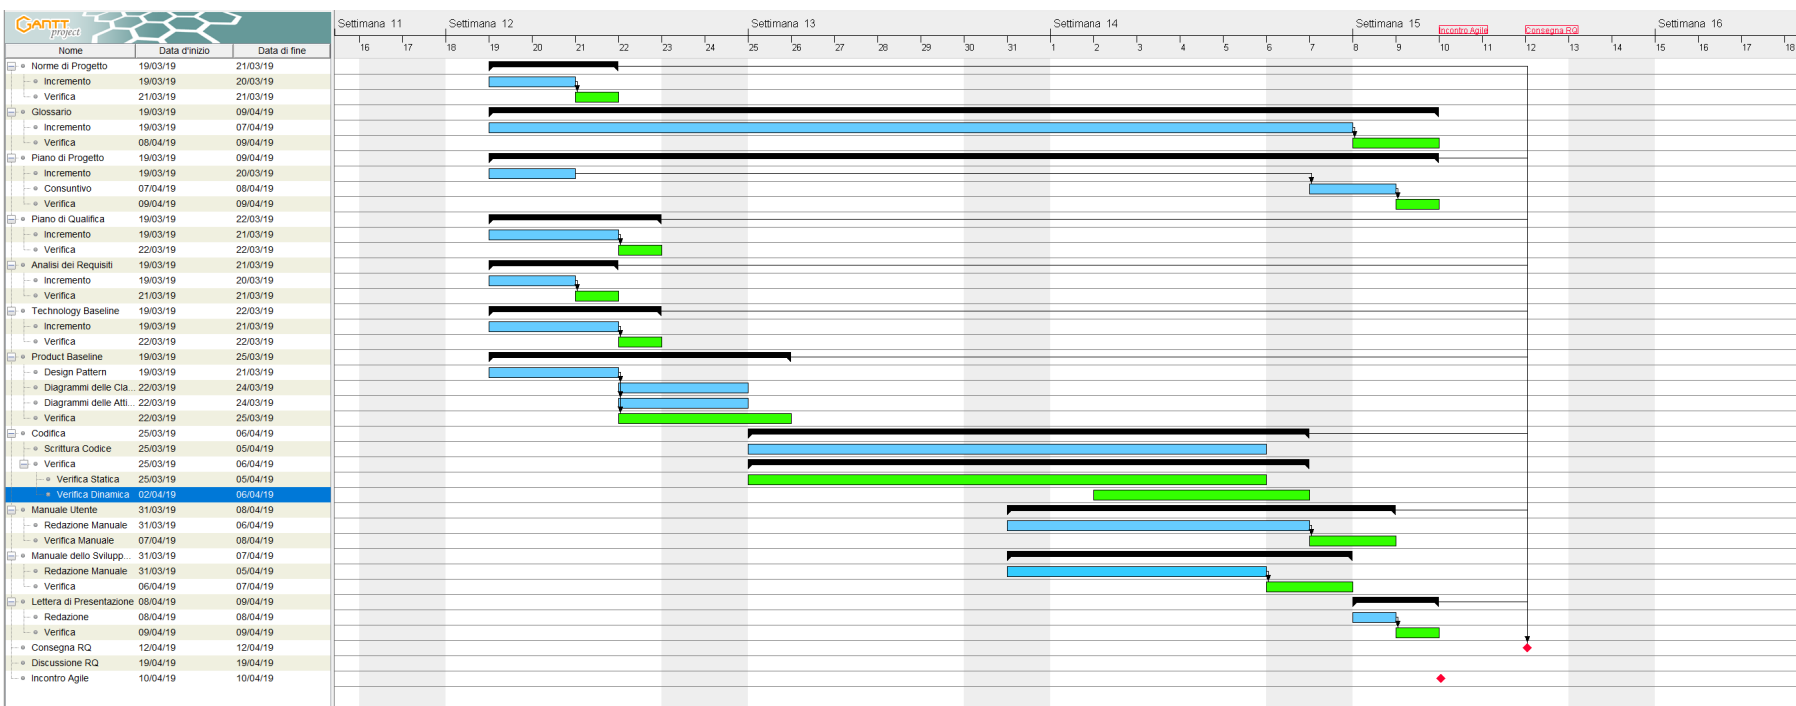 GANTT project
Settimana 11 Settimana 12 Settimana 13 Settimana 14 Settimana 15 Settimana 16
Incontro Agile Consegna RQ
Nome Data d'inizio Data di fine
16 17 18 19 20 21 22 23 24 25 26 27 28 29 30 31 1 2 3 4 5 6 7 8 9 10 11 12 13 14 15 16 17 18
Norme di Progetto 19/03/19 21/03/19
Incremento 19/03/19 20/03/19
Verifica 21/03/19 21/03/19
Glossario 19/03/19 09/04/19
Incremento 19/03/19 07/04/19
Verifica 08/04/19 09/04/19
Piano di Progetto 19/03/19 09/04/19
Incremento 19/03/19 20/03/19
Consuntivo 07/04/19 08/04/19
Verifica 09/04/19 09/04/19
Piano di Qualifica 19/03/19 22/03/19
Incremento 19/03/19 21/03/19
Verifica 22/03/19 22/03/19
Analisi dei Requisiti 19/03/19 21/03/19
Incremento 19/03/19 20/03/19
Verifica 21/03/19 21/03/19
Technology Baseline 19/03/19 22/03/19
Incremento 19/03/19 21/03/19
Verifica 22/03/19 22/03/19
Product Baseline 19/03/19 25/03/19
Design Pattern 19/03/19 21/03/19
Diagrammi delle Cla... 22/03/19 24/03/19
Diagrammi delle Atti... 22/03/19 24/03/19
Verifica 22/03/19 25/03/19
Codifica 25/03/19 06/04/19
Scrittura Codice 25/03/19 05/04/19
Verifica 25/03/19 06/04/19
Verifica Statica 25/03/19 05/04/19
Verifica Dinamica 02/04/19 06/04/19
Manuale Utente 31/03/19 08/04/19
Redazione Manuale 31/03/19 06/04/19
Verifica Manuale 07/04/19 08/04/19
Manuale dello Svilupp... 31/03/19 07/04/19
Redazione Manuale 31/03/19 05/04/19
Verifica 06/04/19 07/04/19
Lettera di Presentazione 08/04/19 09/04/19
Redazione 08/04/19 08/04/19
Verifica 09/04/19 09/04/19
Consegna RQ 12/04/19 12/04/19
Discussione RQ 19/04/19 19/04/19
Incontro Agile 10/04/19 10/04/19